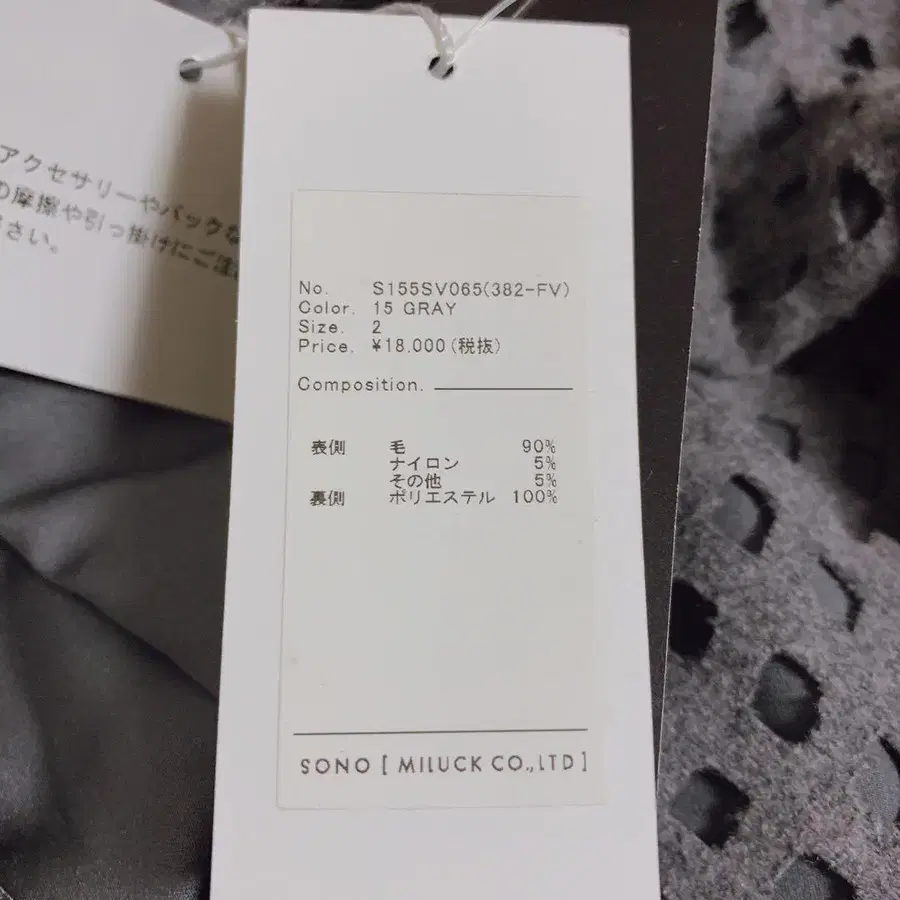 アクセサリーやバックな
の摩擦や引っ掛けにご注
さい。
No. S155SV065(382-FV)
Color. 15 GRAY
Size. 2
Price. ¥18.000(税抜)
Composition.
表側 毛 90%
ナイロン 5%
その他 5%
裏側 ポリエステル 100%
SONO [ MILUCK CO.,LTD ]